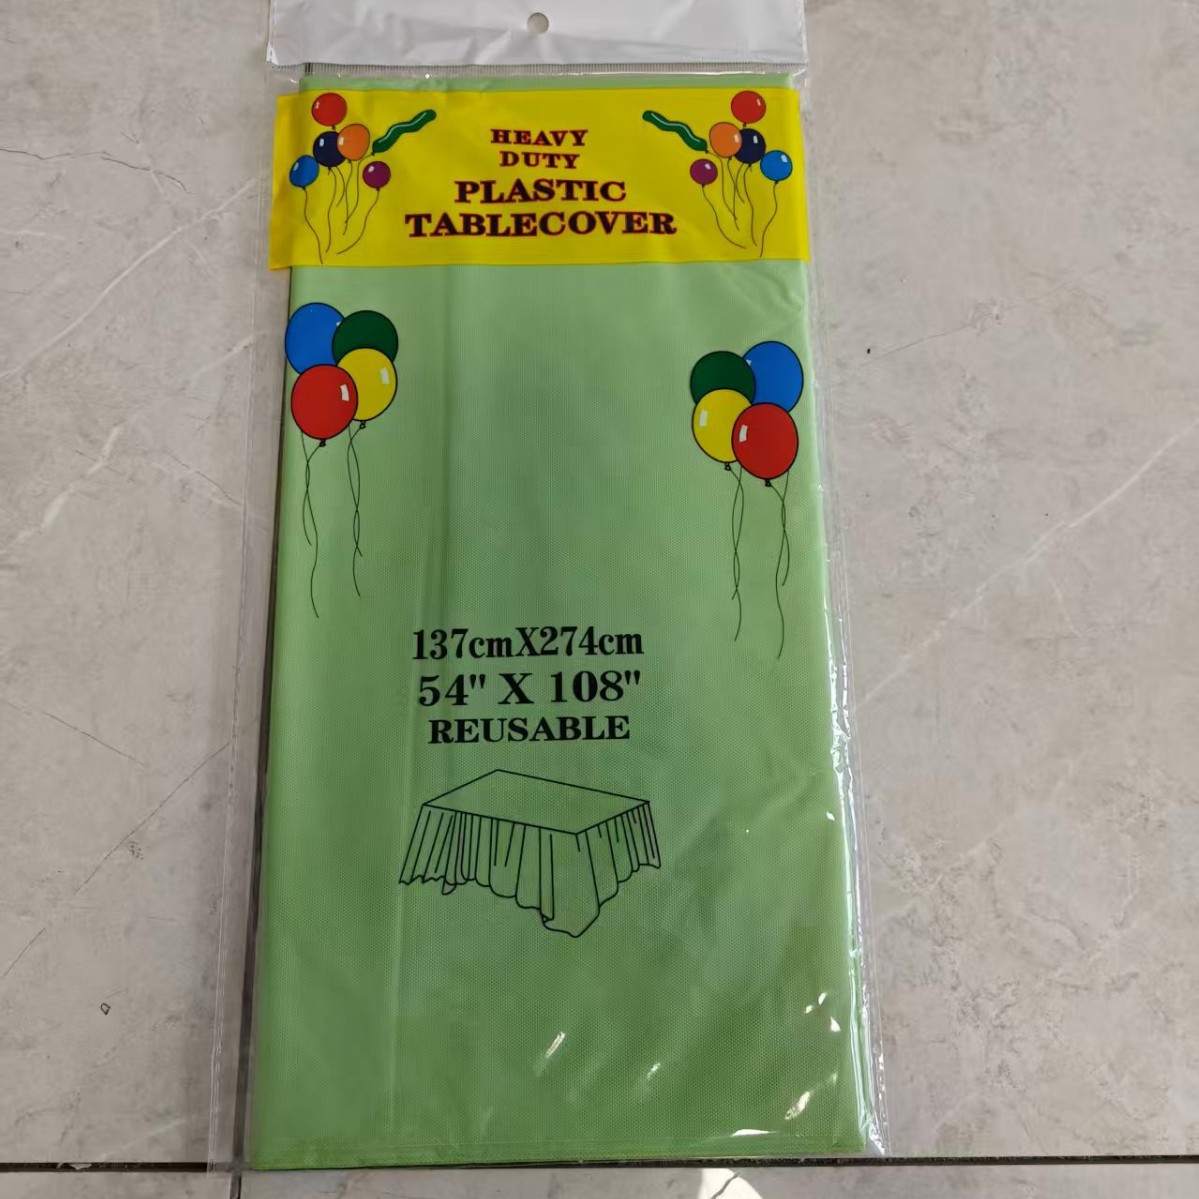 HEAVY
DUTY
PLASTIC
TABLECOVER
137cmX274cm
54" X 108"
REUSABLE